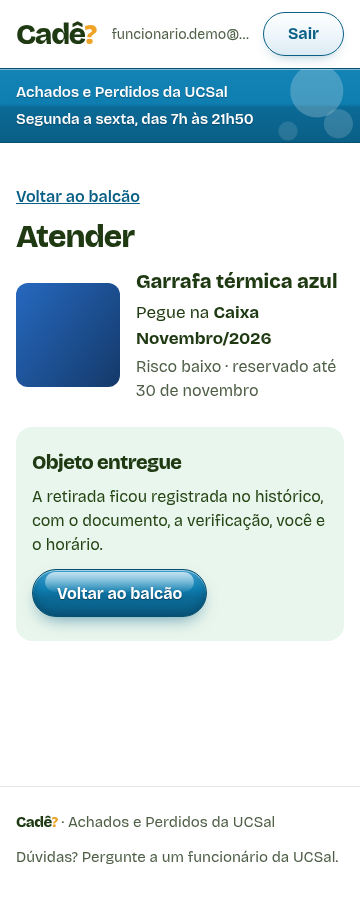 Cadê?
funcionario.demo@...
Sair
Achados e Perdidos da UCSal
Segunda a sexta, das 7h às 21h50
Voltar ao balcão
Atender
Garrafa térmica azul
Pegue na Caixa
Novembro/2026
Risco baixo · reservado até
30 de novembro
Objeto entregue
A retirada ficou registrada no histórico,
com o documento, a verificação, você e
o horário.
Voltar ao balcão
Cadê? · Achados e Perdidos da UCSal
Dúvidas? Pergunte a um funcionário da UCSal.